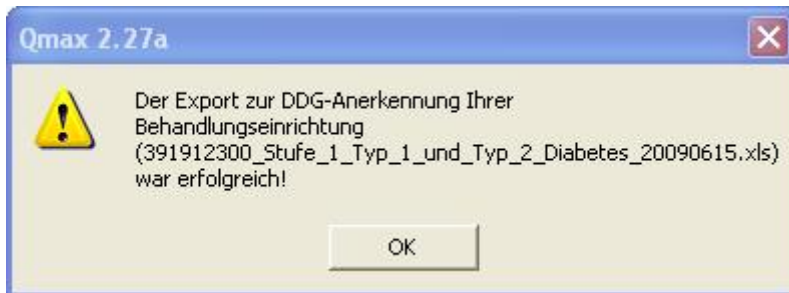 Qmax 2.27a
Der Export zur DDG-Anerkennung Ihrer
Behandlungseinrichtung
(391912300_Stufe_1_Typ_1_und_Typ_2_Diabetes_20090615.xls)
war erfolgreich!
OK